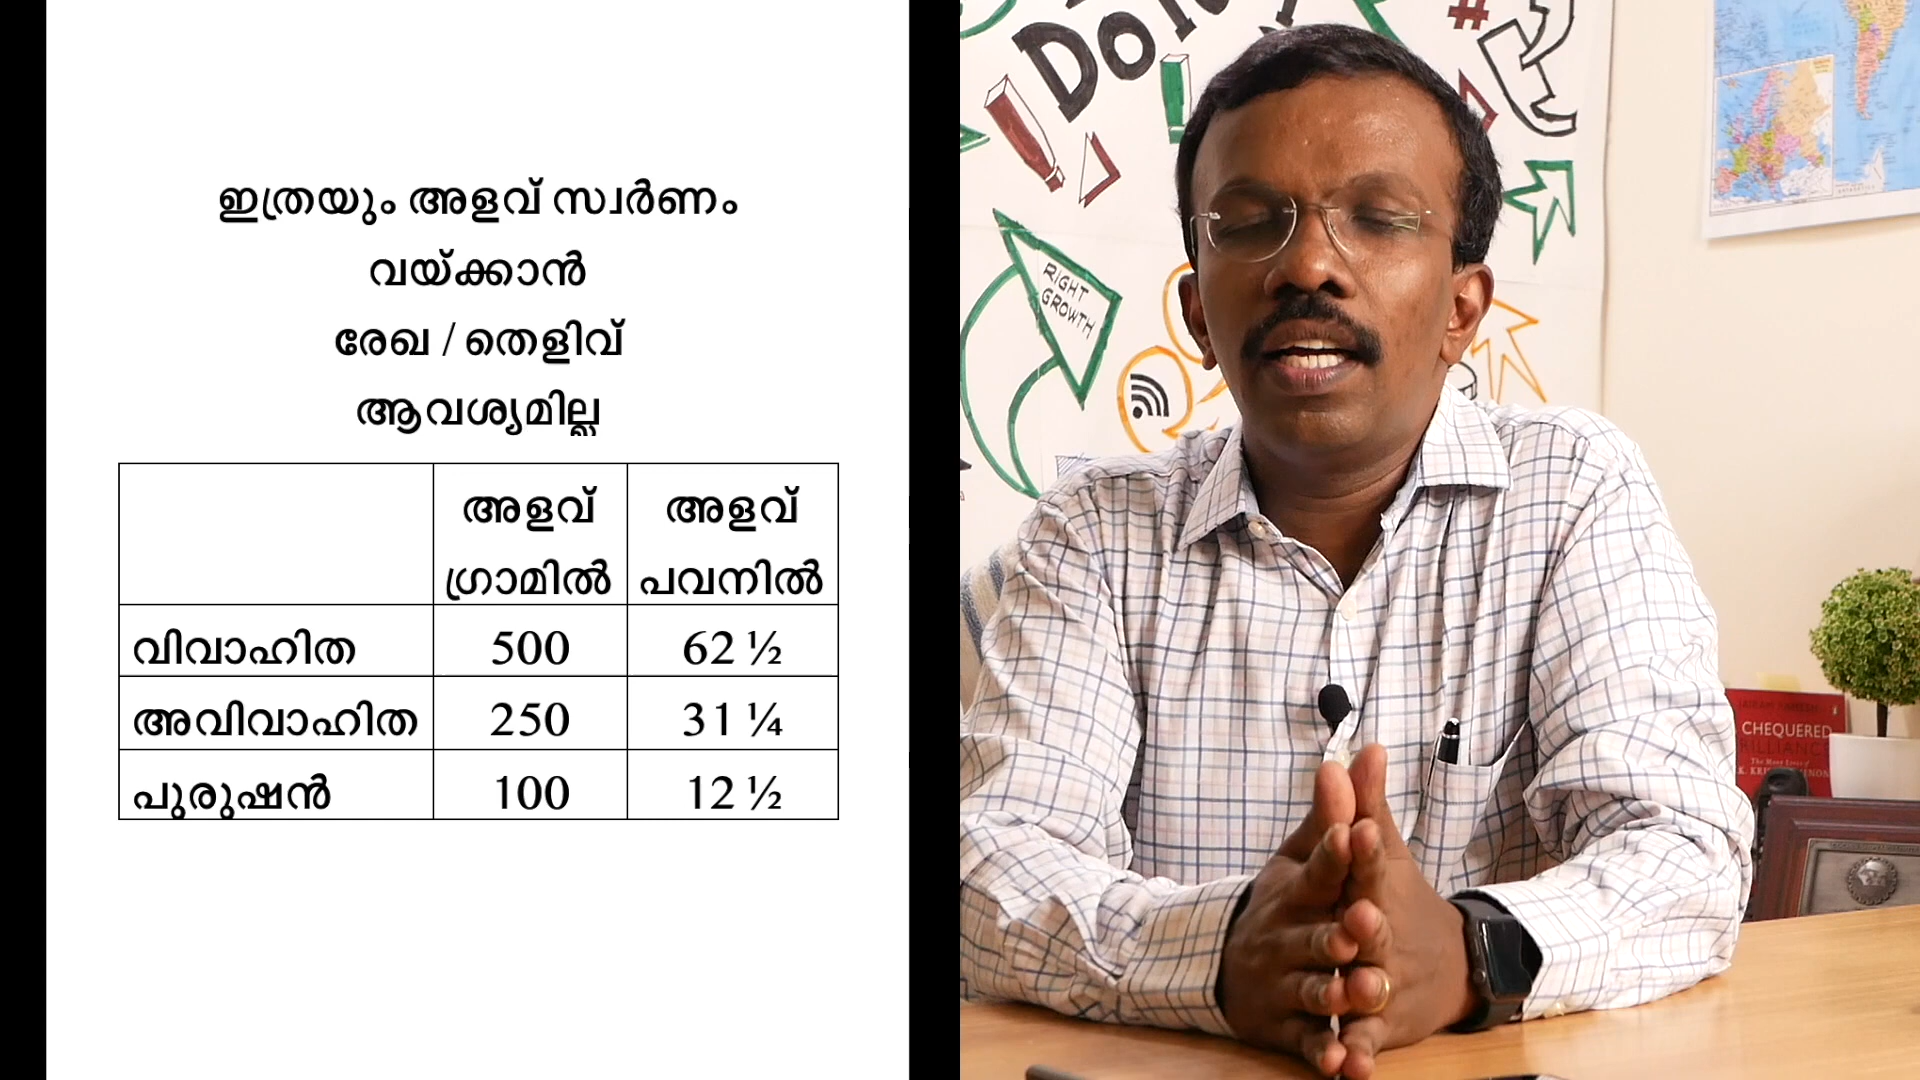 ഇത്രയും അളവ് സ്വർണം
വയ്ക്കാൻ
രേഖ / തെളിവ്
ആവശ്യമില്ല
അളവ് ഗ്രാമിൽ
അളവ് പവനിൽ
വിവാഹിത 500 62 ½
അവിവാഹിത 250 31 ¼
പുരുഷൻ 100 12 ½
#
RIGHT
GROWTH
CHEQUERED
BRILLIANCE